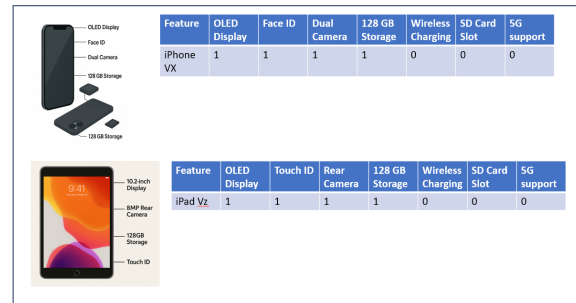 OLED Display
Face ID
Dual Camera
128 GB Storage
128 GB Storage
Feature OLED Display Face ID Dual Camera 128 GB Storage Wireless Charging SD Card Slot 5G support
iPhone VX 1 1 1 1 0 0 0
9:41
10.2-inch Display
8MP Rear Camera
128GB Storage
Touch ID
Feature OLED Display Touch ID Rear Camera 128 GB Storage Wireless Charging SD Card Slot 5G support
iPad Vz 1 1 1 1 0 0 0